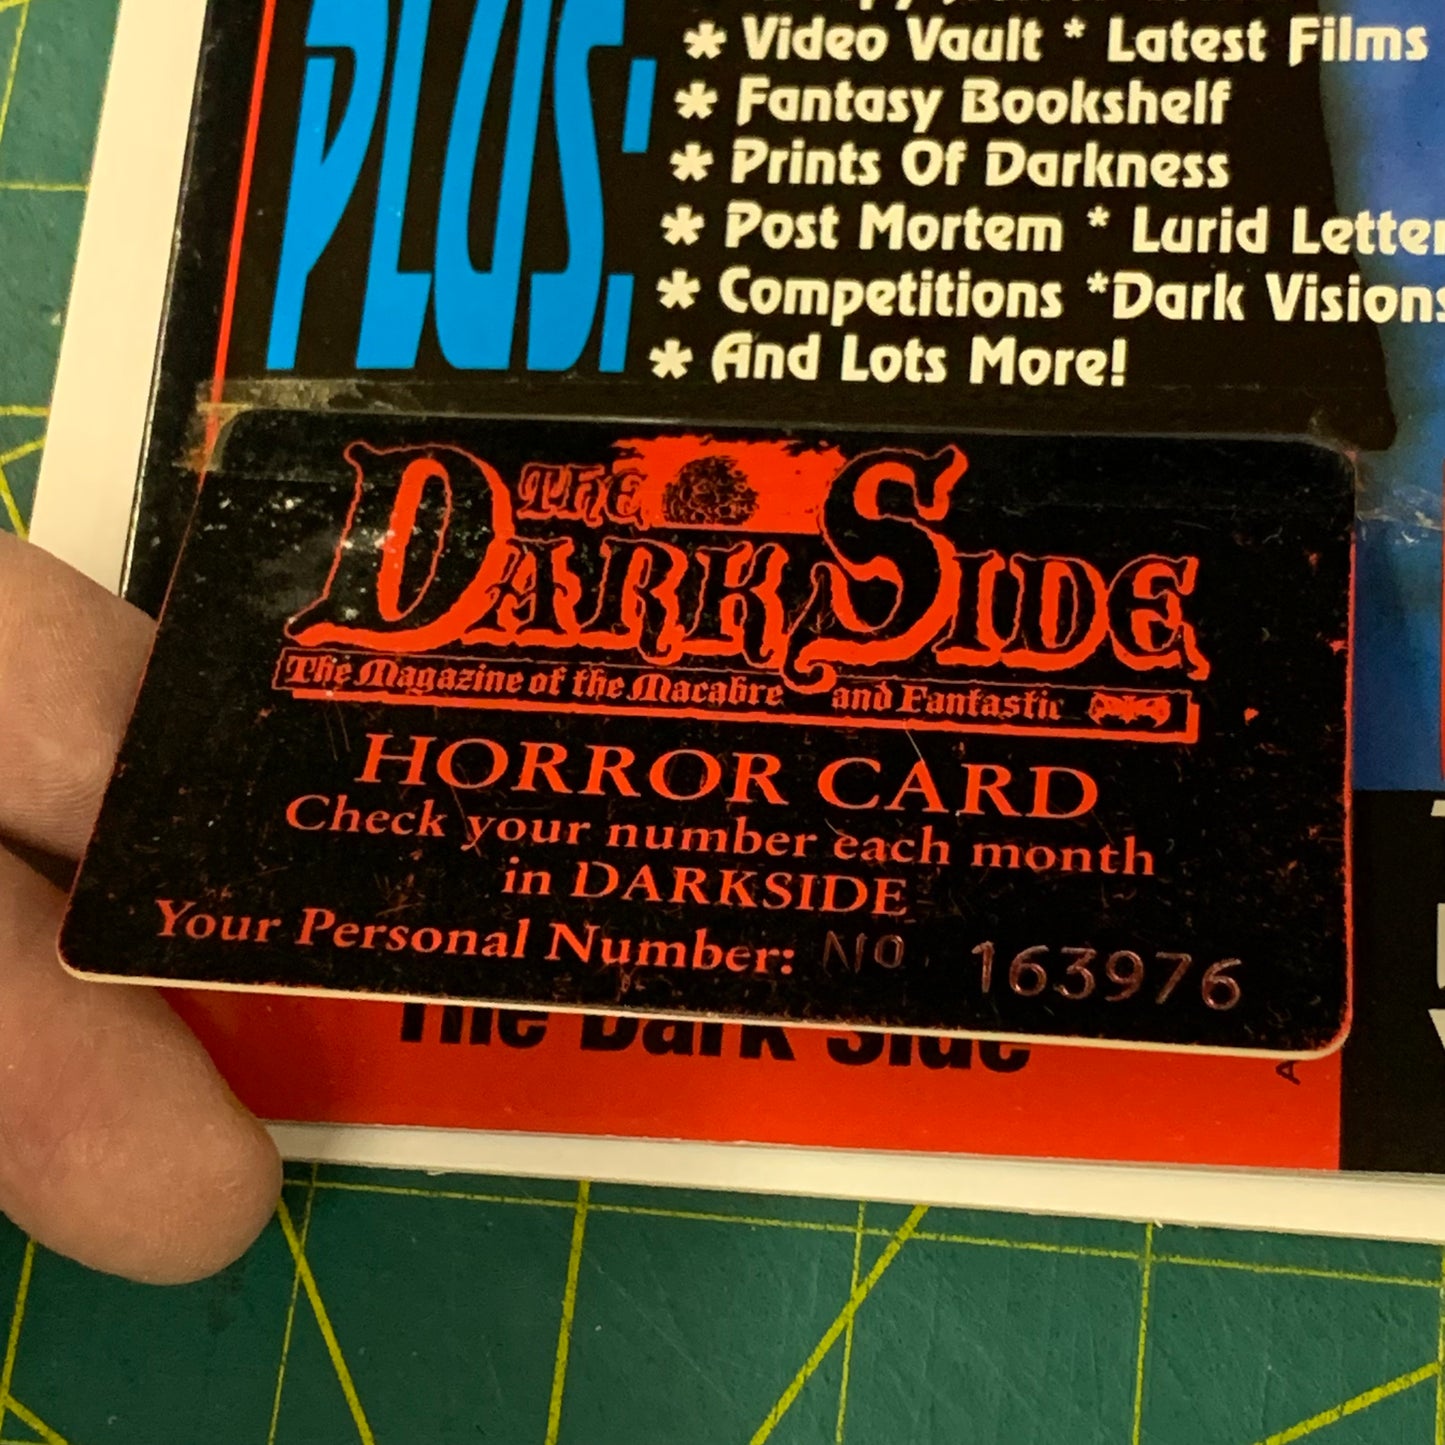 PLUS:
* Video Vault * Latest Films
* Fantasy Bookshelf
* Prints Of Darkness
* Post Mortem * Lurid Letter
* Competitions *Dark Visions
* And Lots More!
THE
DARKSIDE
The Magazine of the Macabre and Fantastic
HORROR CARD
Check your number each month
in DARKSIDE
Your Personal Number: NO. 163976
The Dark Side